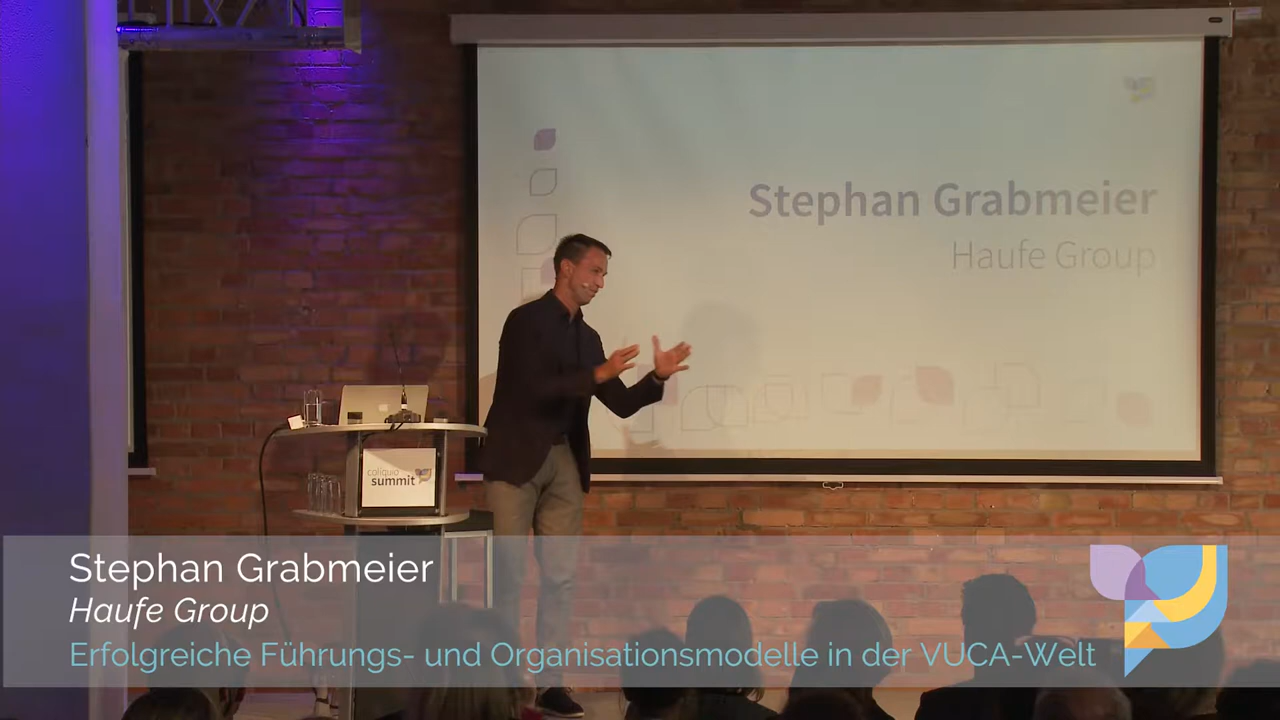 Stephan Grabmeier
Haufe Group
coliquio
summit
Stephan Grabmeier
Haufe Group
Erfolgreiche Führungs- und Organisationsmodelle in der VUCA-Welt